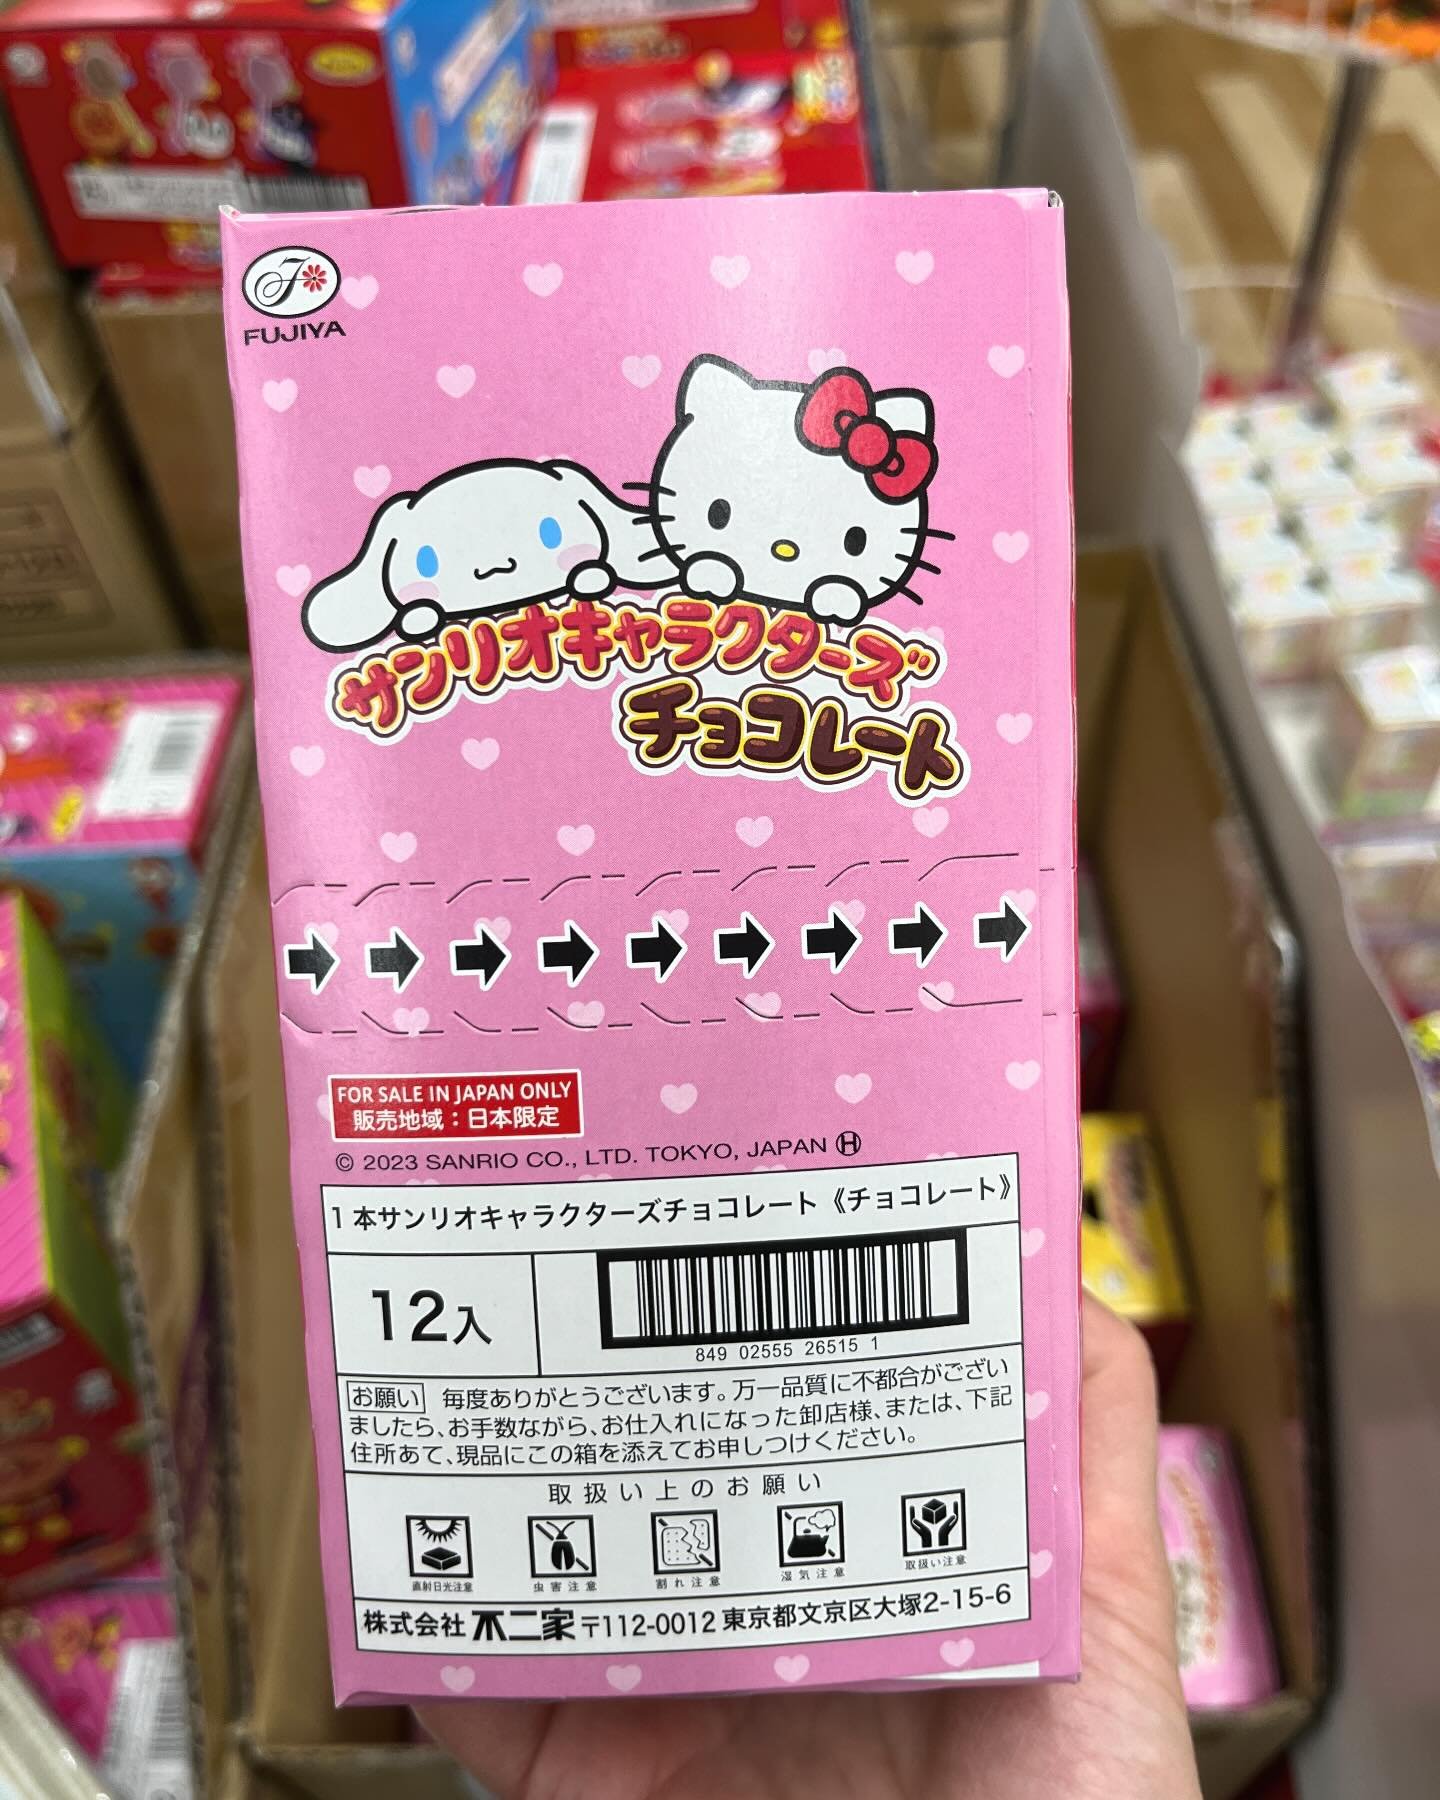 FUJIYA
サンリオキャラクターズ
チョコレート
FOR SALE IN JAPAN ONLY
販売地域：日本限定
© 2023 SANRIO CO., LTD. TOKYO, JAPAN Ⓗ
1本サンリオキャラクターズチョコレート《チョコレート》
12入
849 02555 26515 1
お願い 毎度ありがとうございます。万一品質に不都合がござい
ましたら、お手数ながら、お仕入れになった卸店様、または、下記
住所あて、現品にこの箱を添えてお申しつけください。
取扱い上のお願い
直射日光注意 虫害注意 割れ注意 湿気注意 取扱い注意
株式会社 不二家 〒112-0012 東京都文京区大塚2-15-6